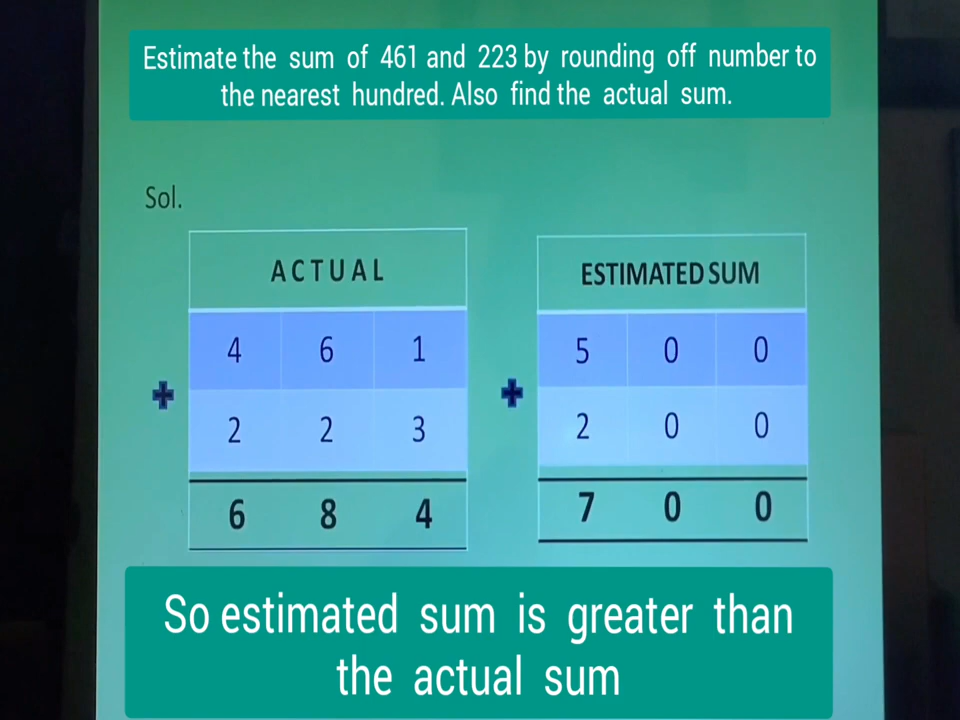 Estimate the sum of 461 and 223 by rounding off number to
the nearest hundred. Also find the actual sum.
Sol.
ACTUAL
4 6 1
+
2 2 3
6 8 4
ESTIMATED SUM
5 0 0
+
2 0 0
7 0 0
So estimated sum is greater than
the actual sum